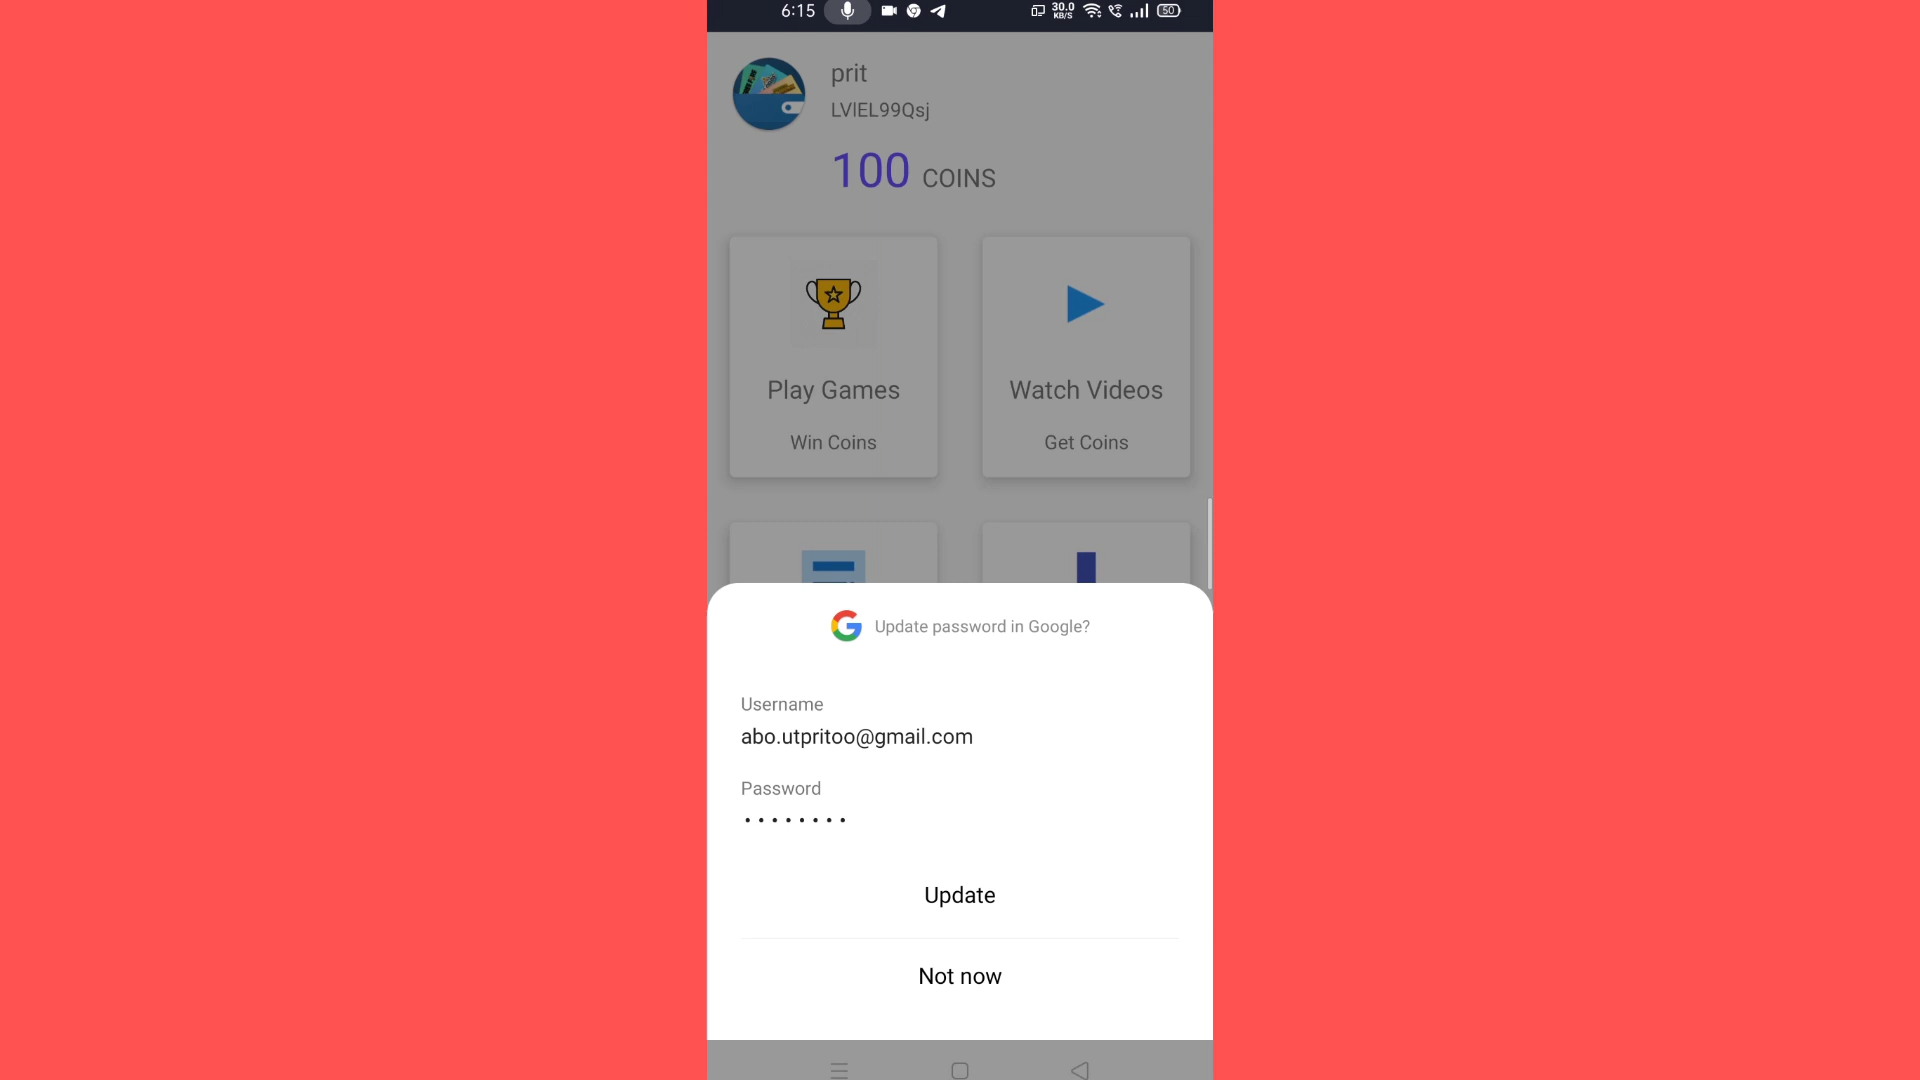 6:15 30.0 KB/S 50
prit
LVIEL99Qsj
100 COINS
Play Games
Watch Videos
Win Coins
Get Coins
Update password in Google?
Username
abo.utpritoo@gmail.com
Password
Update
Not now